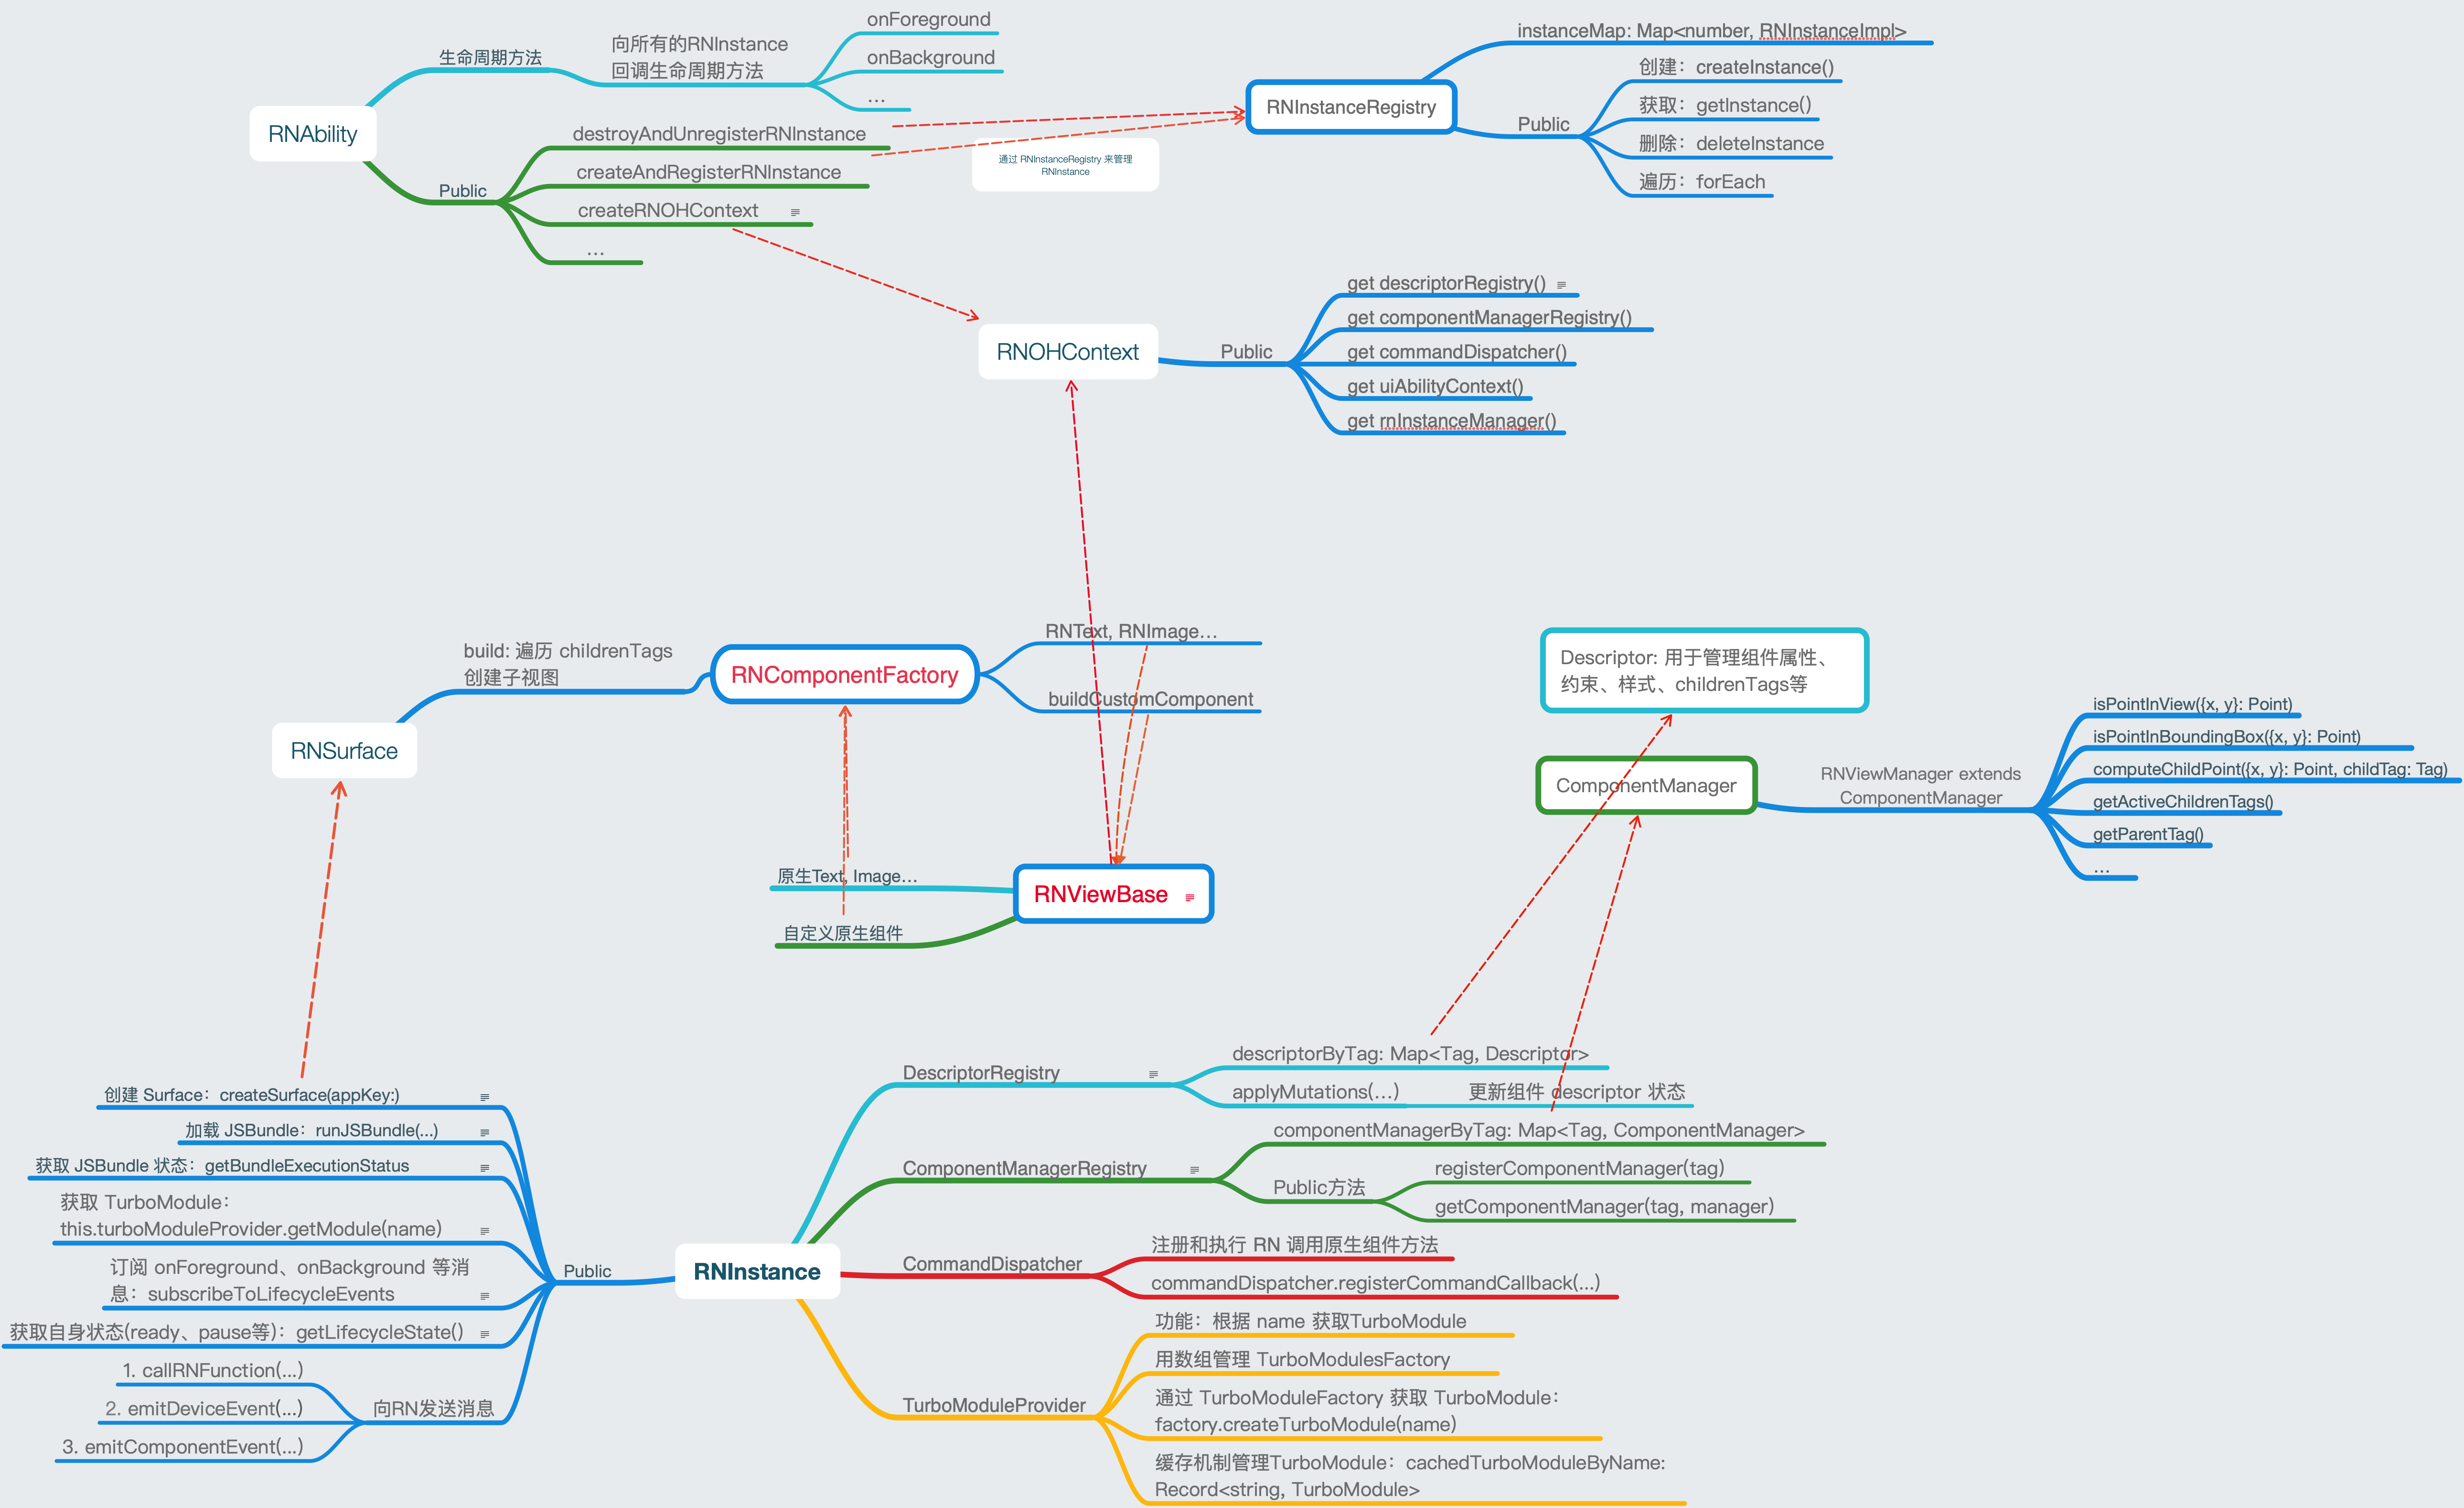 RNAbility
生命周期方法
向所有的RNInstance
回调生命周期方法
onForeground
onBackground
...
Public
destroyAndUnregisterRNInstance
createAndRegisterRNInstance
createRNOHContext
...
通过 RNInstanceRegistry 来管理
RNInstance
RNInstanceRegistry
instanceMap: Map<number, RNInstanceImpl>
Public
创建：createInstance()
获取：getInstance()
删除：deleteInstance
遍历：forEach
RNOHContext
Public
get descriptorRegistry()
get componentManagerRegistry()
get commandDispatcher()
get uiAbilityContext()
get rnInstanceManager()
RNSurface
build: 遍历 childrenTags
创建子视图
RNComponentFactory
RNText, RNImage...
buildCustomComponent
原生Text, Image...
自定义原生组件
RNViewBase
Descriptor: 用于管理组件属性、
约束、样式、childrenTags等
ComponentManager
RNViewManager extends
ComponentManager
isPointInView({x, y}: Point)
isPointInBoundingBox({x, y}: Point)
computeChildPoint({x, y}: Point, childTag: Tag)
getActiveChildrenTags()
getParentTag()
...
RNInstance
Public
创建 Surface：createSurface(appKey:)
加载 JSBundle：runJSBundle(...)
获取 JSBundle 状态：getBundleExecutionStatus
获取 TurboModule：
this.turboModuleProvider.getModule(name)
订阅 onForeground、onBackground 等消
息：subscribeToLifecycleEvents
获取自身状态(ready、pause等)：getLifecycleState()
向RN发送消息
1. callRNFunction(...)
2. emitDeviceEvent(...)
3. emitComponentEvent(...)
DescriptorRegistry
descriptorByTag: Map<Tag, Descriptor>
applyMutations(...)
更新组件 descriptor 状态
ComponentManagerRegistry
componentManagerByTag: Map<Tag, ComponentManager>
Public方法
registerComponentManager(tag)
getComponentManager(tag, manager)
CommandDispatcher
注册和执行 RN 调用原生组件方法
commandDispatcher.registerCommandCallback(...)
TurboModuleProvider
功能：根据 name 获取TurboModule
用数组管理 TurboModulesFactory
通过 TurboModuleFactory 获取 TurboModule：
factory.createTurboModule(name)
缓存机制管理TurboModule：cachedTurboModuleByName:
Record<string, TurboModule>